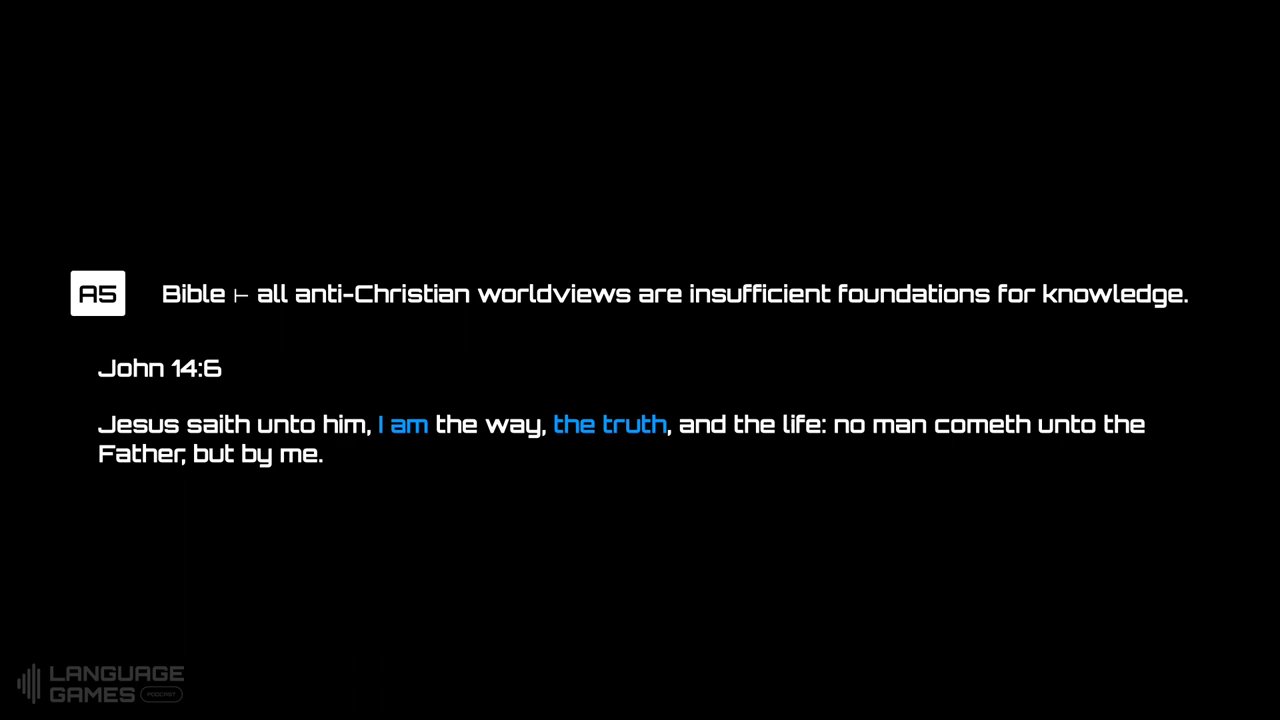 A5 Bible ⊢ all anti-Christian worldviews are insufficient foundations for knowledge.
John 14:6
Jesus saith unto him, I am the way, the truth, and the life: no man cometh unto the
Father, but by me.
LANGUAGE
GAMES PODCAST